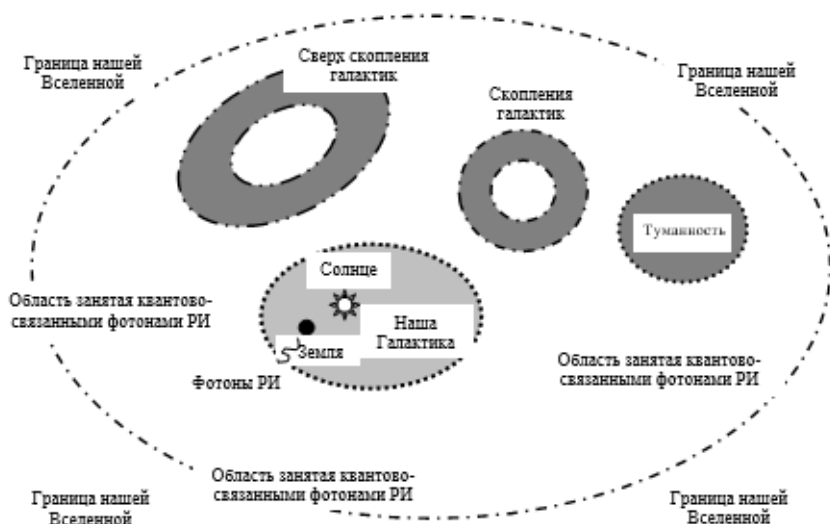 Сверх скопления
галактик
Граница нашей
Вселенной
Граница нашей
Вселенной
Скопления
галактик
Туманность
Солнце
Область занятая квантово-
связанными фотонами РИ
Наша
Галактика
Земля
Фотоны РИ
Область занятая квантово-
связанными фотонами РИ
Область занятая квантово-
связанными фотонами РИ
Граница нашей
Вселенной
Граница нашей
Вселенной